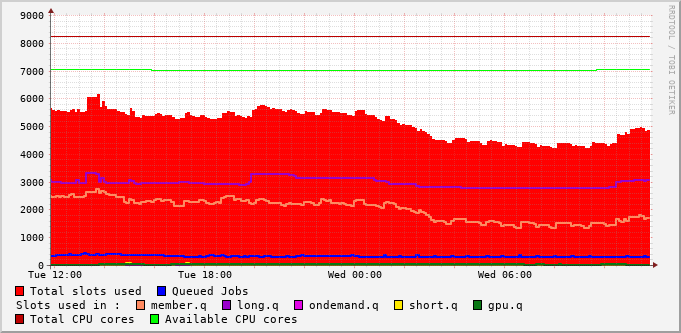 9000
8000
7000
6000
5000
4000
3000
2000
1000
0
Tue 12:00 Tue 18:00 Wed 00:00 Wed 06:00
Total slots used Queued Jobs
Slots used in : member.q long.q ondemand.q short.q gpu.q
Total CPU cores Available CPU cores
RRDTOOL / TOBI OETIKER